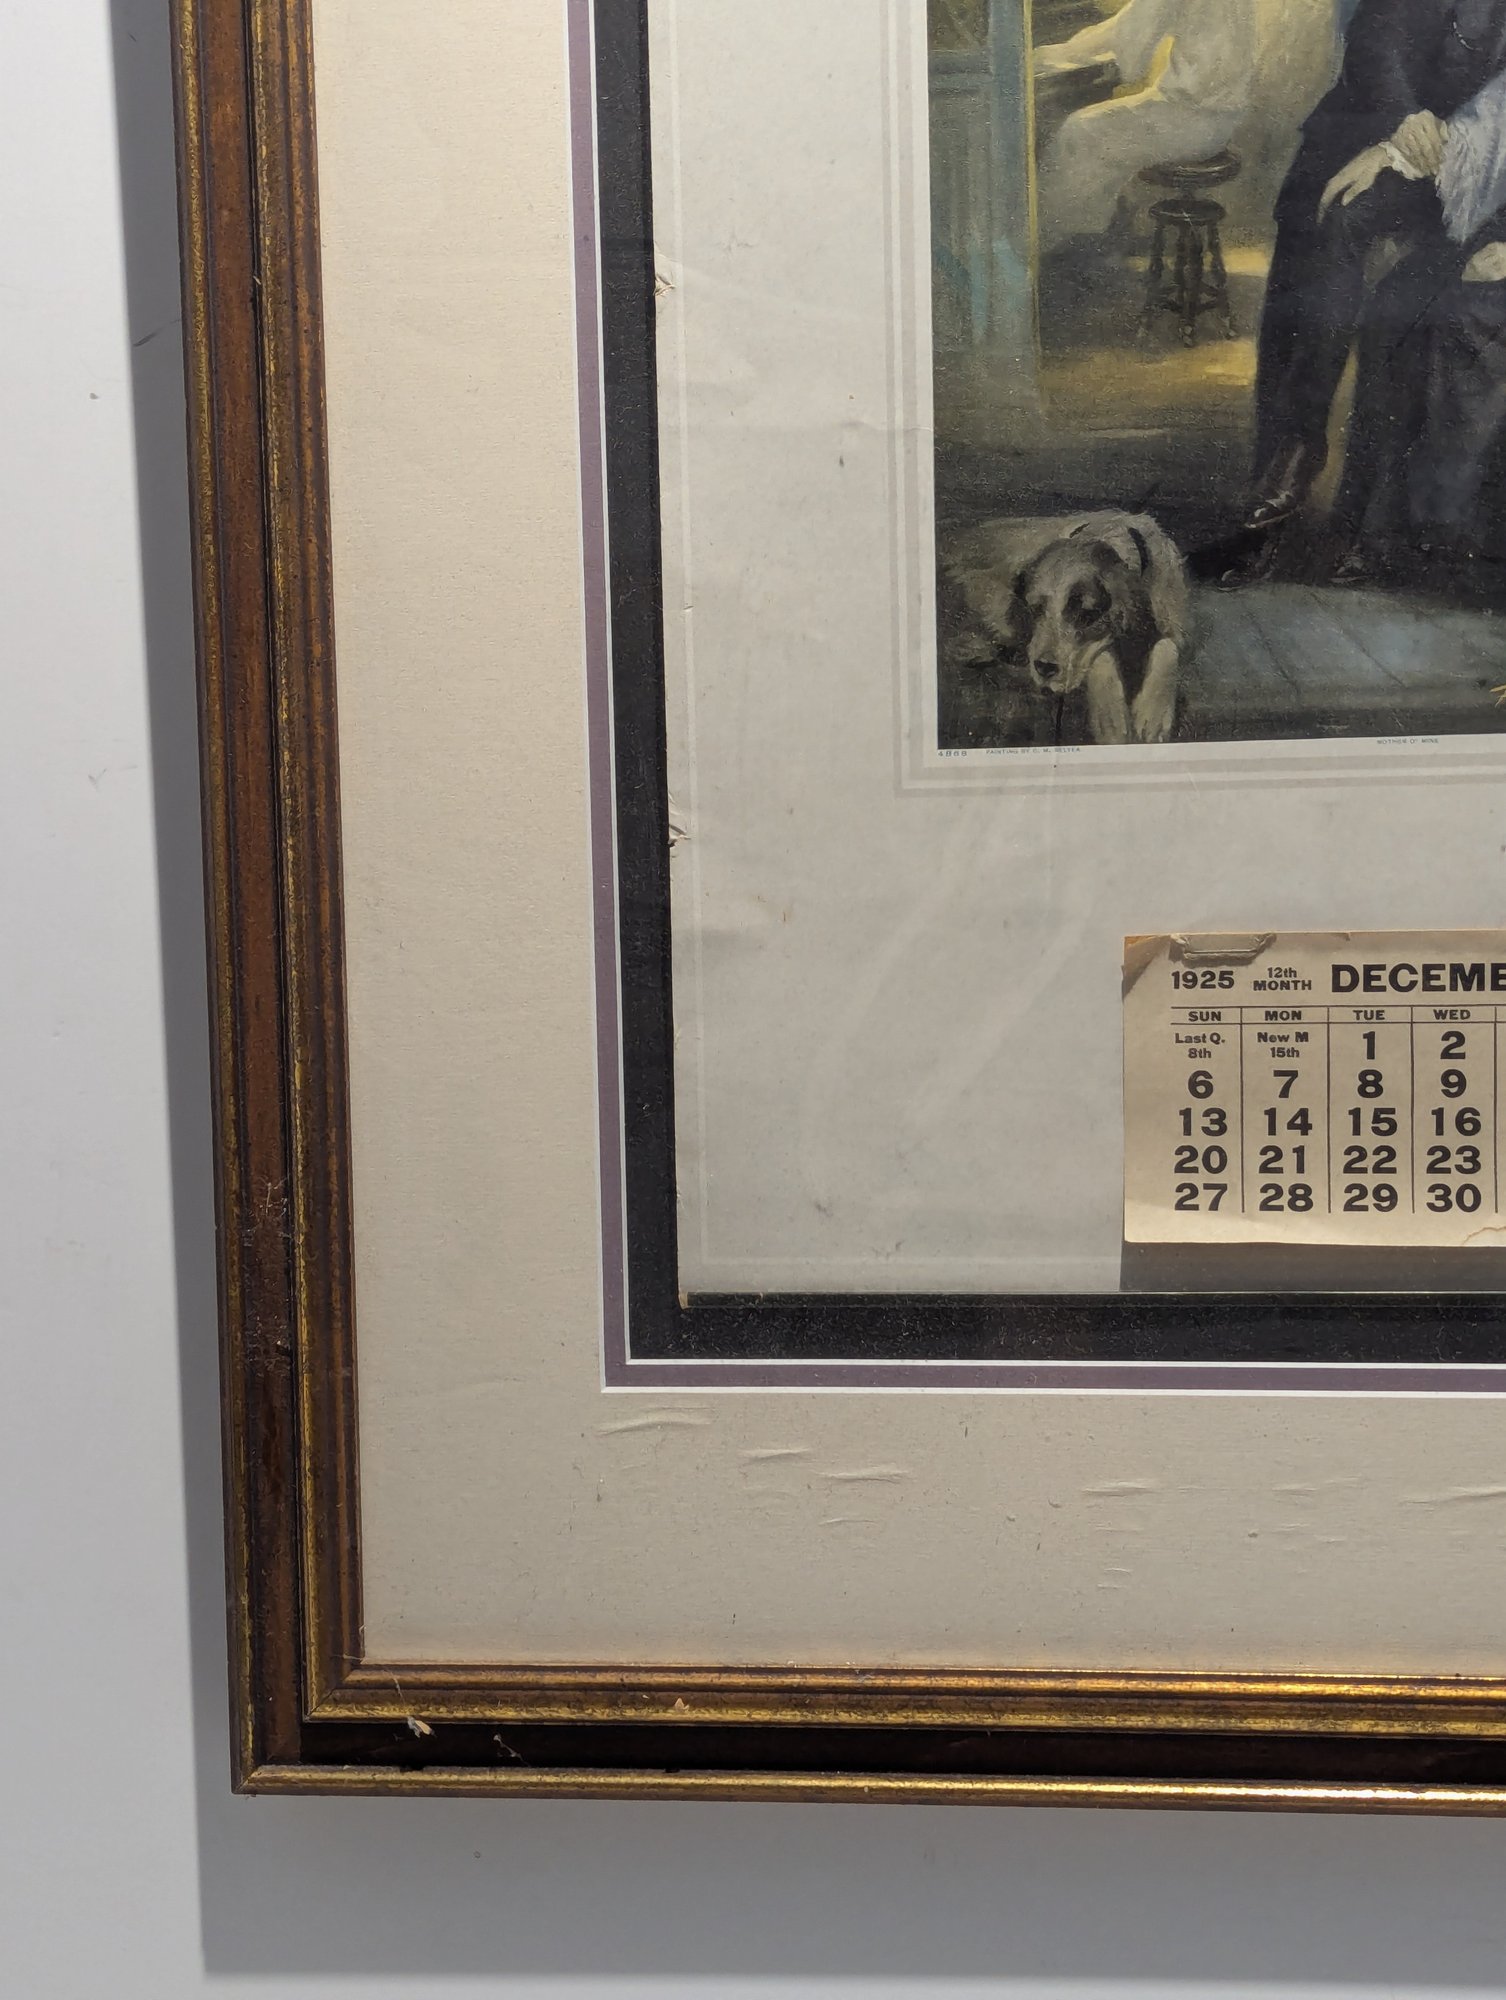 4868 PAINTING BY C. M. RELYEA MOTHER O' MINE
1925 12th MONTH DECEMBE
SUN MON TUE WED
Last Q. 8th New M 15th 1 2
6 7 8 9
13 14 15 16
20 21 22 23
27 28 29 30